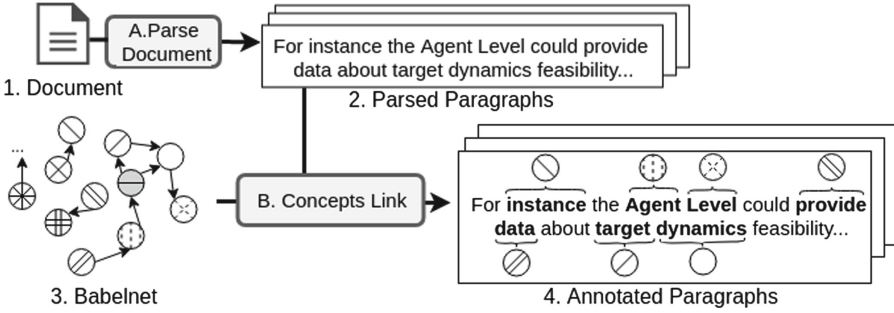 A.Parse
Document
For instance the Agent Level could provide
data about target dynamics feasibility...
1. Document
2. Parsed Paragraphs
...
B. Concepts Link
For instance the Agent Level could provide
data about target dynamics feasibility...
3. Babelnet
4. Annotated Paragraphs